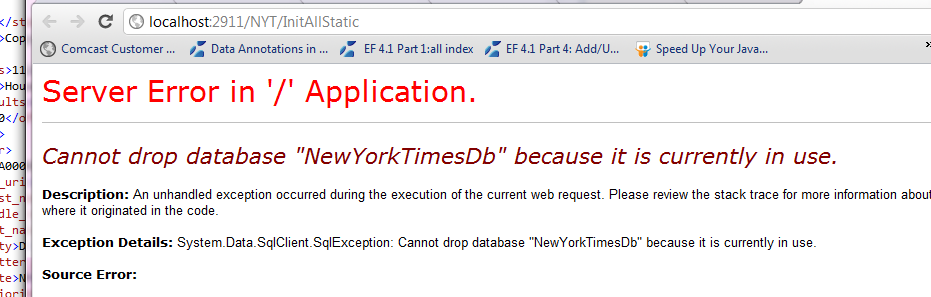 localhost:2911/NYT/InitAllStatic
Comcast Customer ... Data Annotations in ... EF 4.1 Part 1:all index EF 4.1 Part 4: Add/U... Speed Up Your Java... »
Server Error in '/' Application.
Cannot drop database "NewYorkTimesDb" because it is currently in use.
Description: An unhandled exception occurred during the execution of the current web request. Please review the stack trace for more information about
where it originated in the code.
Exception Details: System.Data.SqlClient.SqlException: Cannot drop database "NewYorkTimesDb" because it is currently in use.
Source Error: